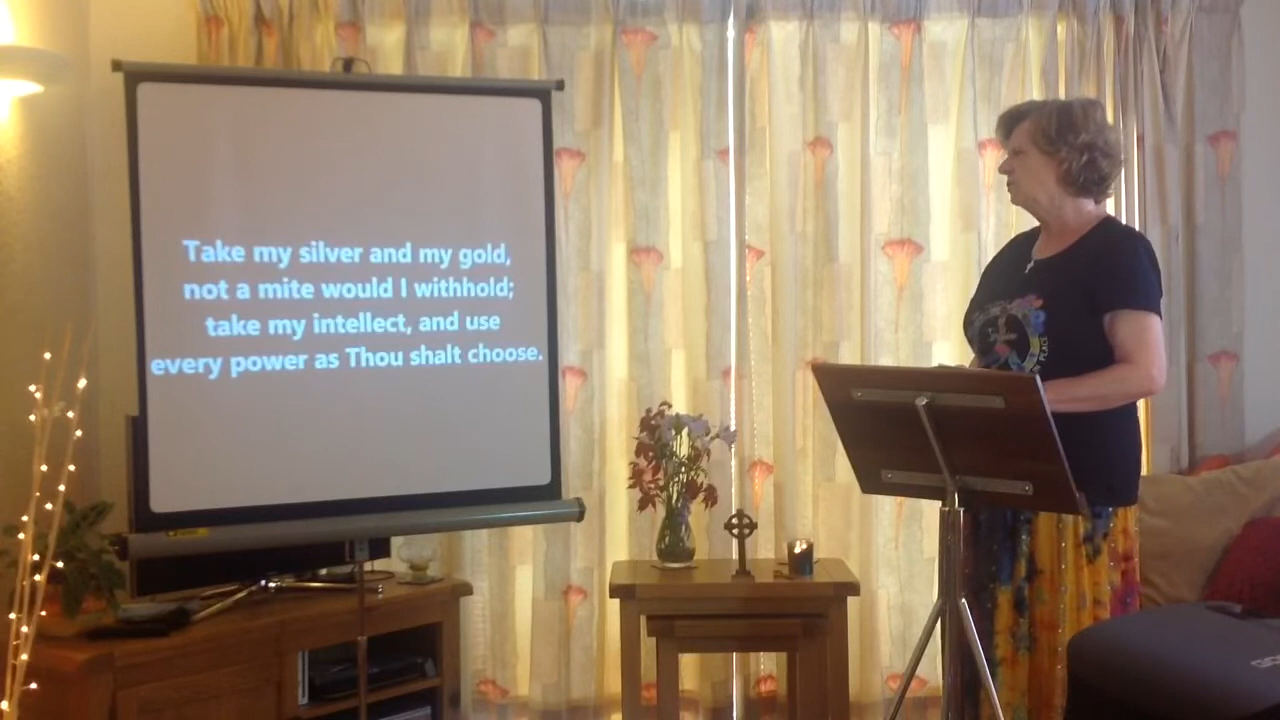 Take my silver and my gold,
not a mite would I withhold;
take my intellect, and use
every power as Thou shalt choose.
PLACE